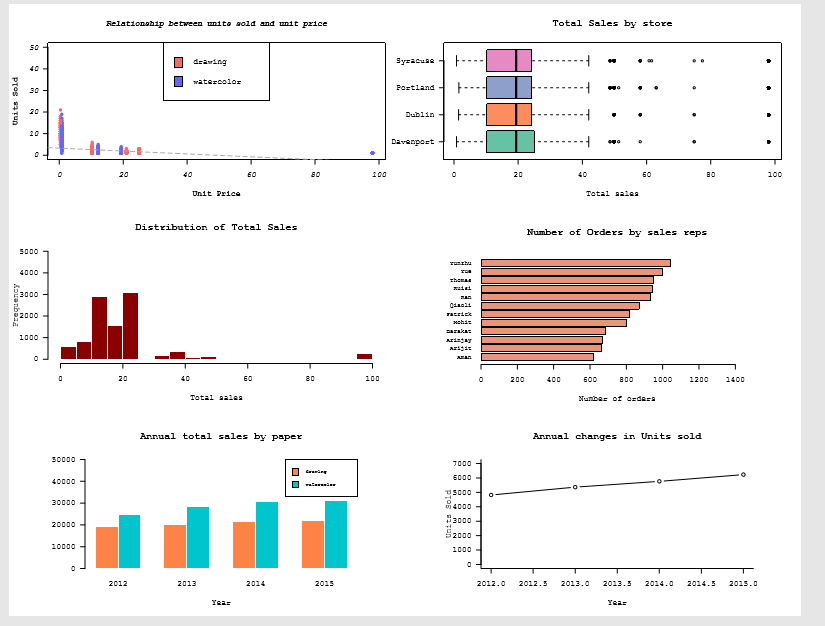 Relationship between units sold and unit price
Units Sold
50
40
30
20
10
0
drawing
watercolor
0 20 40 60 80 100
Unit Price
Total Sales by store
Syracuse
Portland
Dublin
Davenport
0 20 40 60 80 100
Total sales
Distribution of Total Sales
Frequency
5000
4000
3000
2000
1000
0
0 20 40 60 80 100
Total sales
Number of Orders by sales reps
Yunzhu
Yue
Thomas
Ruisi
Ran
Qiaoli
Patrick
Mohit
Barakat
Arinjay
Arijit
Aman
0 200 400 600 800 1000 1200 1400
Number of orders
Annual total sales by paper
50000
40000
30000
20000
10000
0
drawing
watercolor
2012 2013 2014 2015
Year
Annual changes in Units sold
Units Sold
7000
6000
5000
4000
3000
2000
1000
0
2012.0 2012.5 2013.0 2013.5 2014.0 2014.5 2015.0
Year